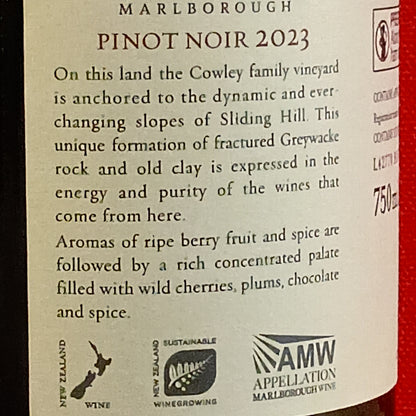 MARLBOROUGH
PINOT NOIR 2023
On this land the Cowley family vineyard
is anchored to the dynamic and ever-
changing slopes of Sliding Hill. This
unique formation of fractured Greywacke
rock and old clay is expressed in the
energy and purity of the wines that
come from here.
Aromas of ripe berry fruit and spice are
followed by a rich concentrated palate
filled with wild cherries, plums, chocolate
and spice.
NEW ZEALAND
WINE
NEW ZEALAND
SUSTAINABLE
WINEGROWING
AMW
APPELLATION
MARLBOROUGH WINE
750m